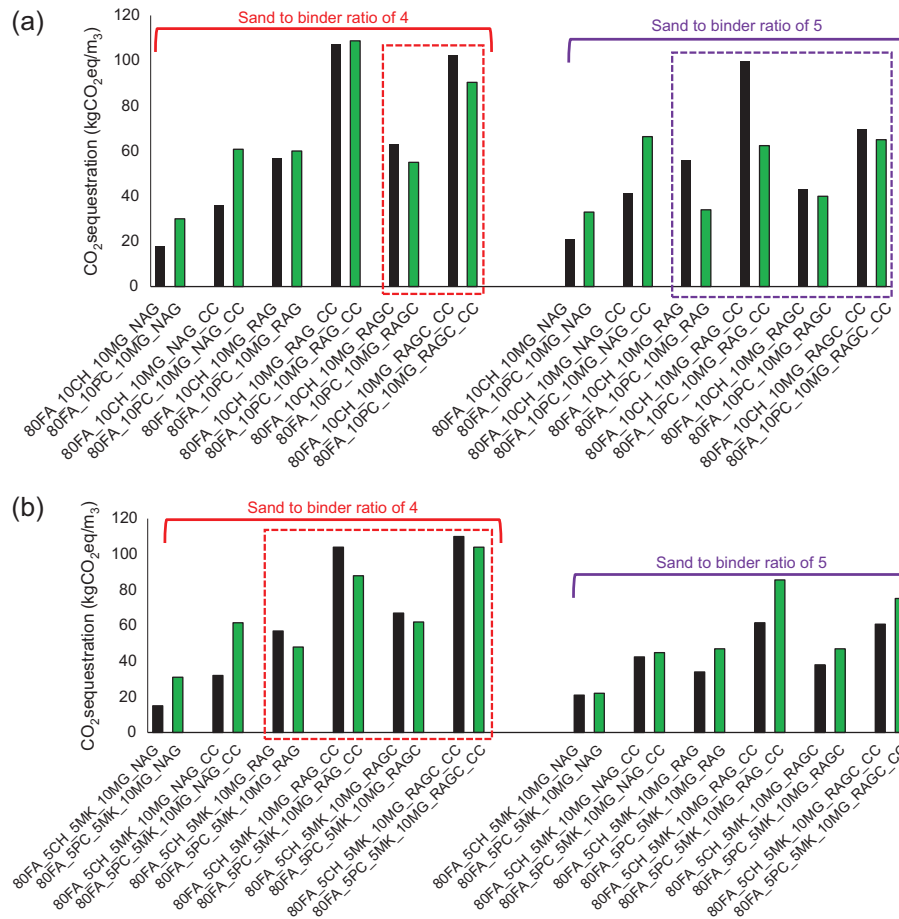 (a)
Sand to binder ratio of 4
Sand to binder ratio of 5
CO2sequestration (kgCO2eq/m3)
120
100
80
60
40
20
0
80FA_10CH_10MG_NAG
80FA_10PC_10MG_NAG
80FA_10CH_10MG_NAG_CC
80FA_10PC_10MG_NAG_CC
80FA_10CH_10MG_RAG
80FA_10PC_10MG_RAG
80FA_10CH_10MG_RAG_CC
80FA_10PC_10MG_RAG_CC
80FA_10CH_10MG_RAGC
80FA_10PC_10MG_RAGC
80FA_10CH_10MG_RAGC_CC
80FA_10PC_10MG_RAGC_CC
80FA_10CH_10MG_NAG
80FA_10PC_10MG_NAG
80FA_10CH_10MG_NAG_CC
80FA_10PC_10MG_NAG_CC
80FA_10CH_10MG_RAG
80FA_10PC_10MG_RAG
80FA_10CH_10MG_RAG_CC
80FA_10PC_10MG_RAG_CC
80FA_10CH_10MG_RAGC
80FA_10PC_10MG_RAGC
80FA_10CH_10MG_RAGC_CC
80FA_10PC_10MG_RAGC_CC
(b)
Sand to binder ratio of 4
Sand to binder ratio of 5
CO2sequestration (kgCO2eq/m3)
120
100
80
60
40
20
0
80FA_5CH_5MK_10MG_NAG
80FA_5PC_5MK_10MG_NAG
80FA_5CH_5MK_10MG_NAG_CC
80FA_5PC_5MK_10MG_NAG_CC
80FA_5CH_5MK_10MG_RAG
80FA_5PC_5MK_10MG_RAG
80FA_5CH_5MK_10MG_RAG_CC
80FA_5PC_5MK_10MG_RAG_CC
80FA_5CH_5MK_10MG_RAGC
80FA_5PC_5MK_10MG_RAGC
80FA_5CH_5MK_10MG_RAGC_CC
80FA_5PC_5MK_10MG_RAGC_CC
80FA_5CH_5MK_10MG_NAG
80FA_5PC_5MK_10MG_NAG
80FA_5CH_5MK_10MG_NAG_CC
80FA_5PC_5MK_10MG_NAG_CC
80FA_5CH_5MK_10MG_RAG
80FA_5PC_5MK_10MG_RAG
80FA_5CH_5MK_10MG_RAG_CC
80FA_5PC_5MK_10MG_RAG_CC
80FA_5CH_5MK_10MG_RAGC
80FA_5PC_5MK_10MG_RAGC
80FA_5CH_5MK_10MG_RAGC_CC
80FA_5PC_5MK_10MG_RAGC_CC